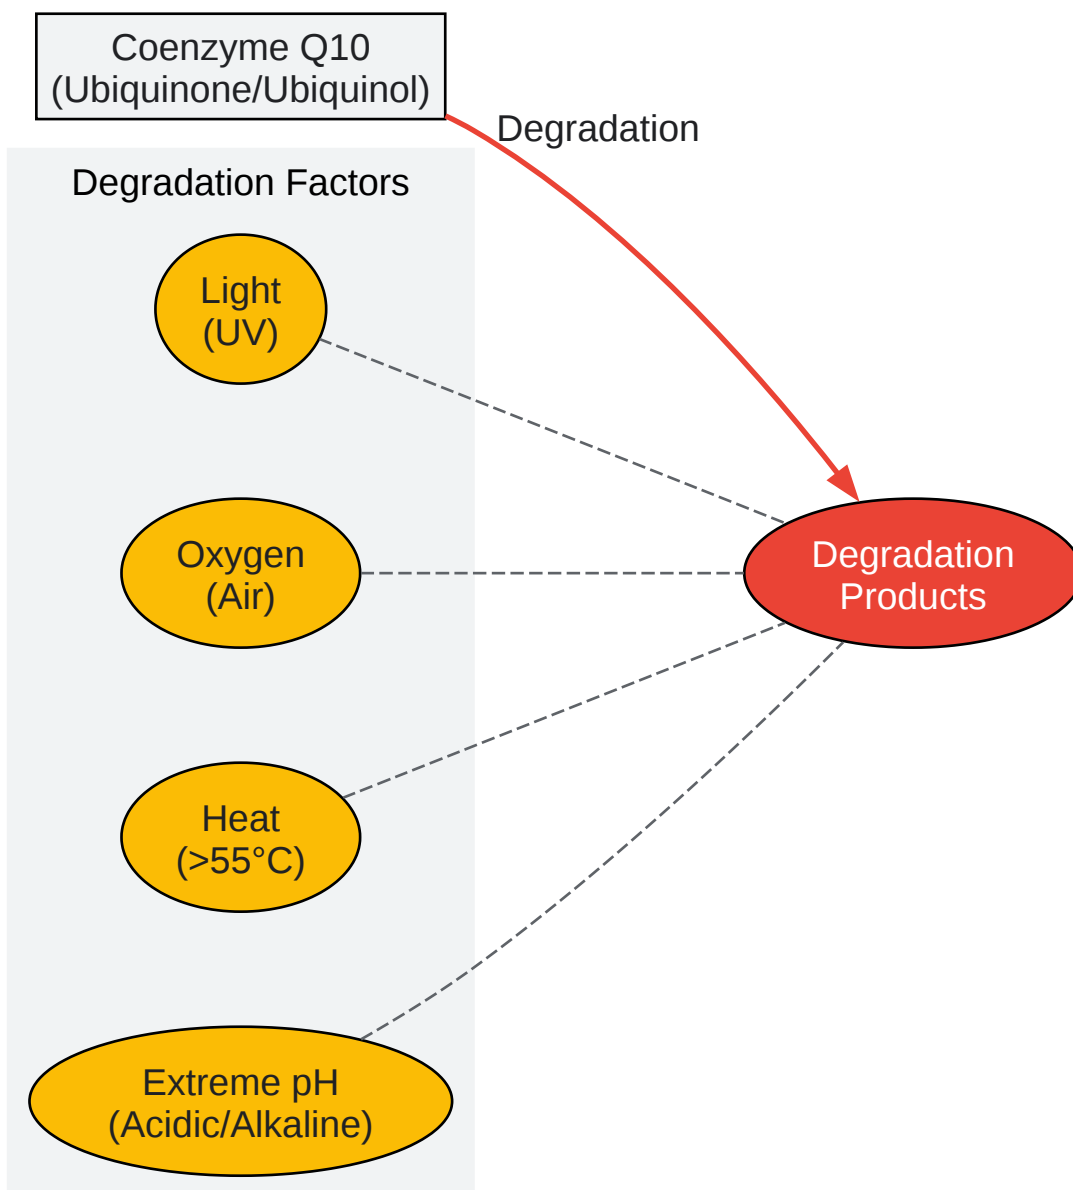 Coenzyme Q10
(Ubiquinone/Ubiquinol)
Degradation
Degradation Factors
Light
(UV)
Oxygen
(Air)
Degradation
Products
Heat
(>55°C)
Extreme pH
(Acidic/Alkaline)